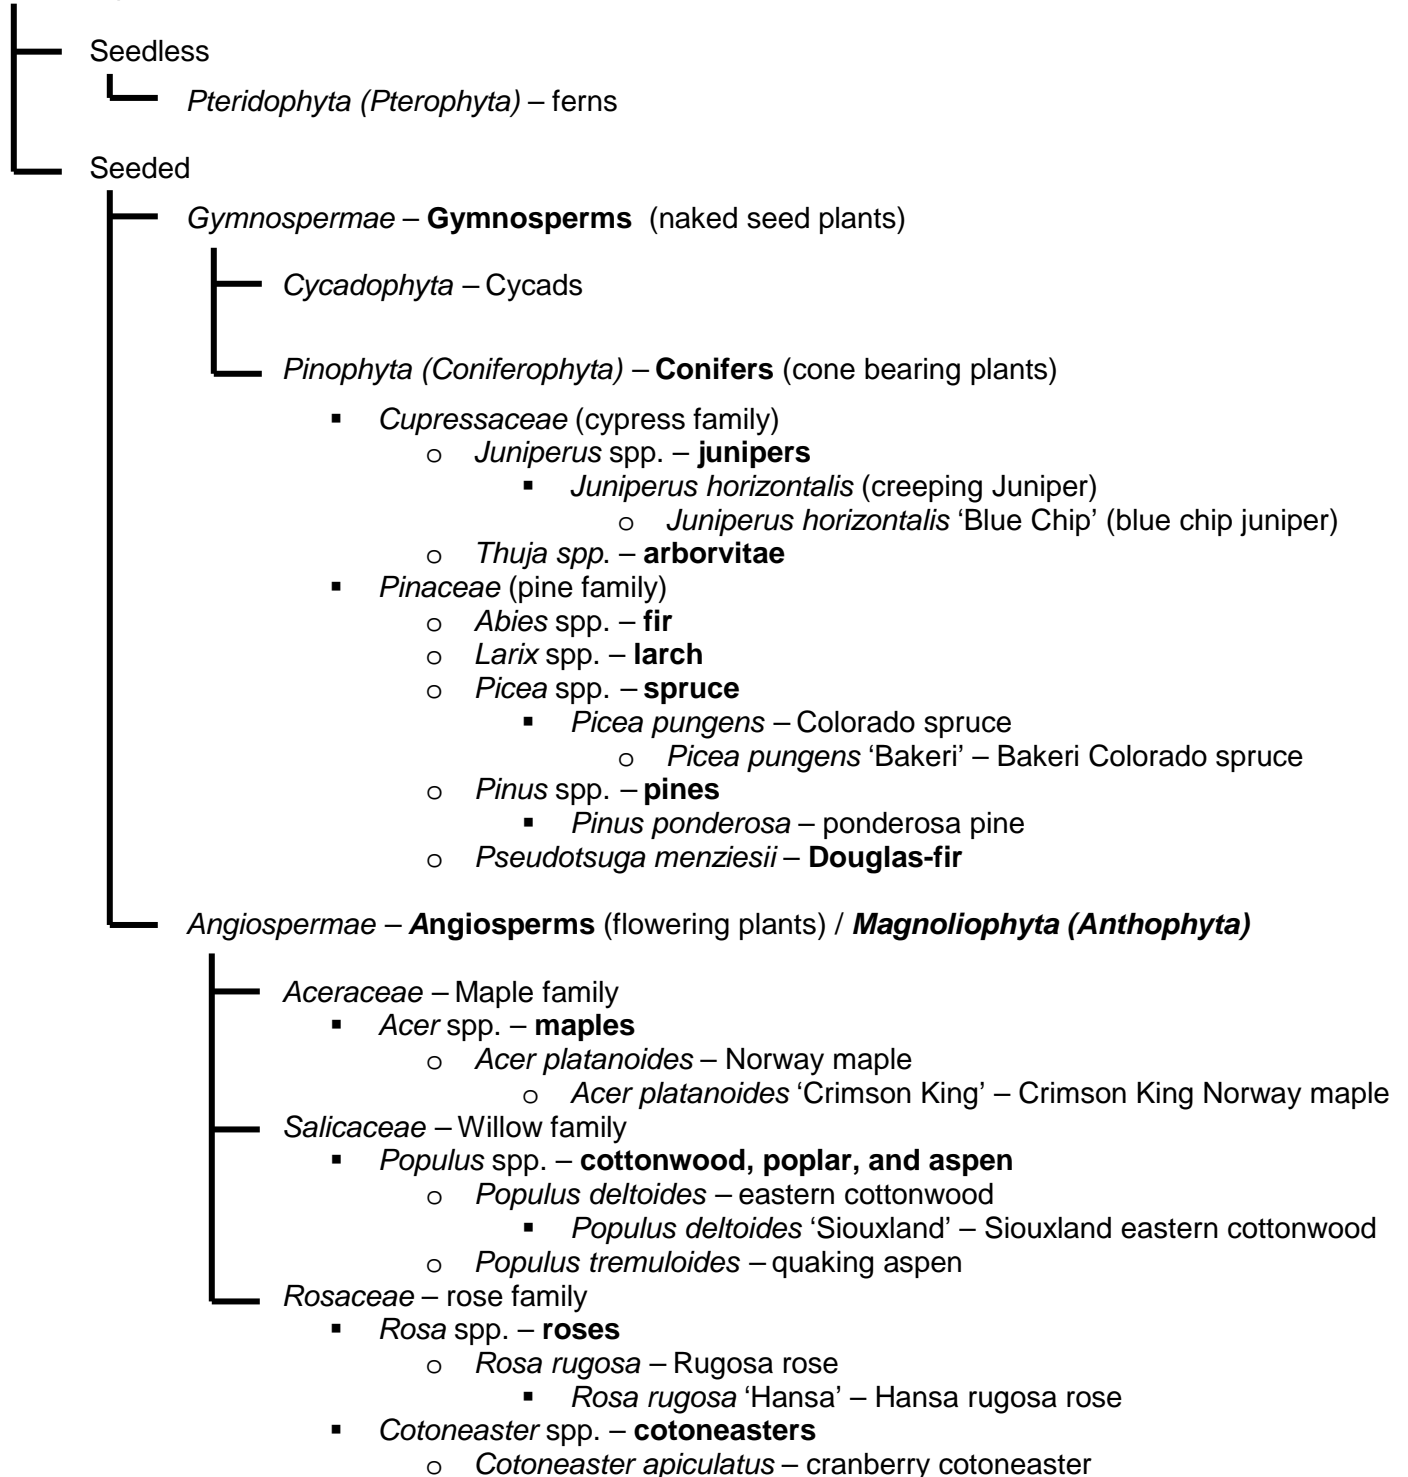 Seedless
Pteridophyta (Pterophyta) – ferns
Seeded
Gymnospermae – Gymnosperms (naked seed plants)
Cycadophyta – Cycads
Pinophyta (Coniferophyta) – Conifers (cone bearing plants)
▪ Cupressaceae (cypress family)
o Juniperus spp. – junipers
▪ Juniperus horizontalis (creeping Juniper)
o Juniperus horizontalis ‘Blue Chip’ (blue chip juniper)
o Thuja spp. – arborvitae
▪ Pinaceae (pine family)
o Abies spp. – fir
o Larix spp. – larch
o Picea spp. – spruce
▪ Picea pungens – Colorado spruce
o Picea pungens ‘Bakeri’ – Bakeri Colorado spruce
o Pinus spp. – pines
▪ Pinus ponderosa – ponderosa pine
o Pseudotsuga menziesii – Douglas-fir
Angiospermae – Angiosperms (flowering plants) / Magnoliophyta (Anthophyta)
Aceraceae – Maple family
▪ Acer spp. – maples
o Acer platanoides – Norway maple
o Acer platanoides ‘Crimson King’ – Crimson King Norway maple
Salicaceae – Willow family
▪ Populus spp. – cottonwood, poplar, and aspen
o Populus deltoides – eastern cottonwood
▪ Populus deltoides ‘Siouxland’ – Siouxland eastern cottonwood
o Populus tremuloides – quaking aspen
Rosaceae – rose family
▪ Rosa spp. – roses
o Rosa rugosa – Rugosa rose
▪ Rosa rugosa ‘Hansa’ – Hansa rugosa rose
▪ Cotoneaster spp. – cotoneasters
o Cotoneaster apiculatus – cranberry cotoneaster